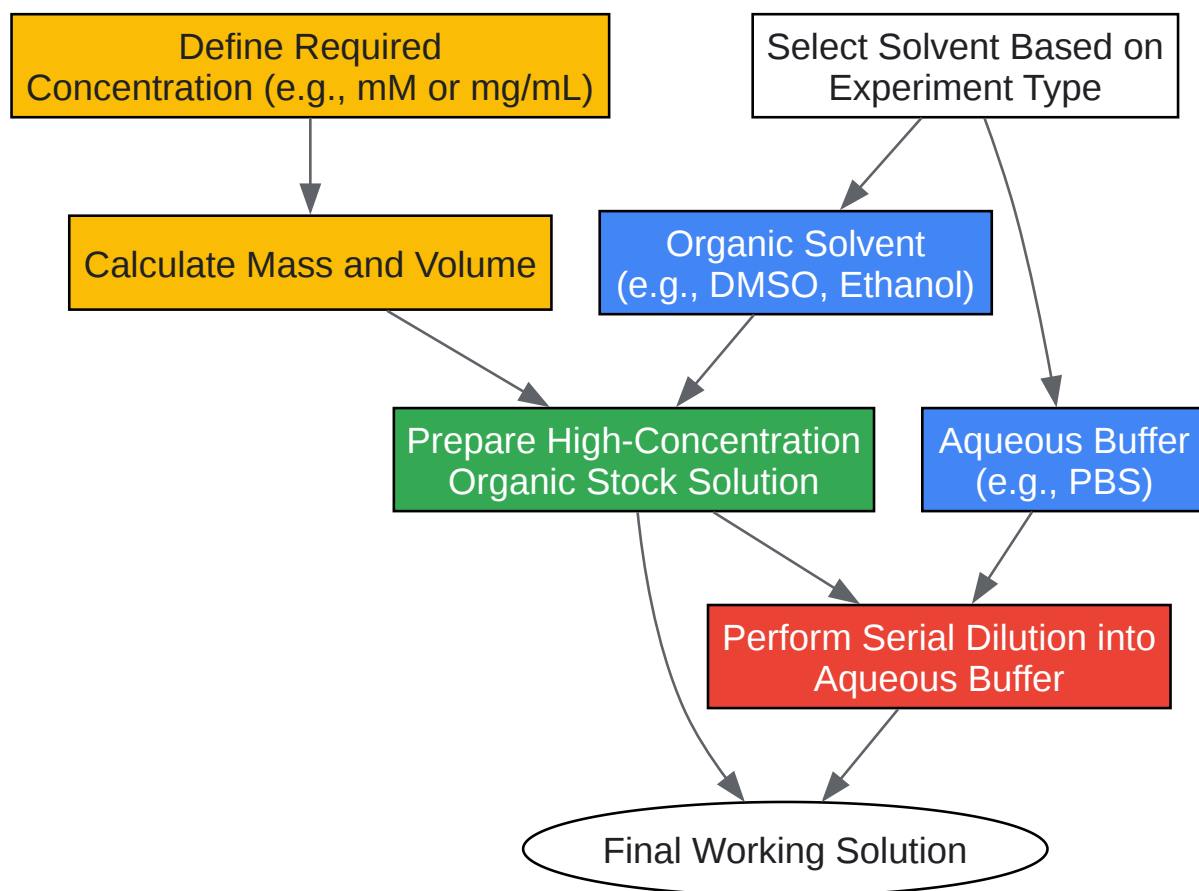 Define Required
Concentration (e.g., mM or mg/mL)
Select Solvent Based on
Experiment Type
Calculate Mass and Volume
Organic Solvent
(e.g., DMSO, Ethanol)
Prepare High-Concentration
Organic Stock Solution
Aqueous Buffer
(e.g., PBS)
Perform Serial Dilution into
Aqueous Buffer
Final Working Solution